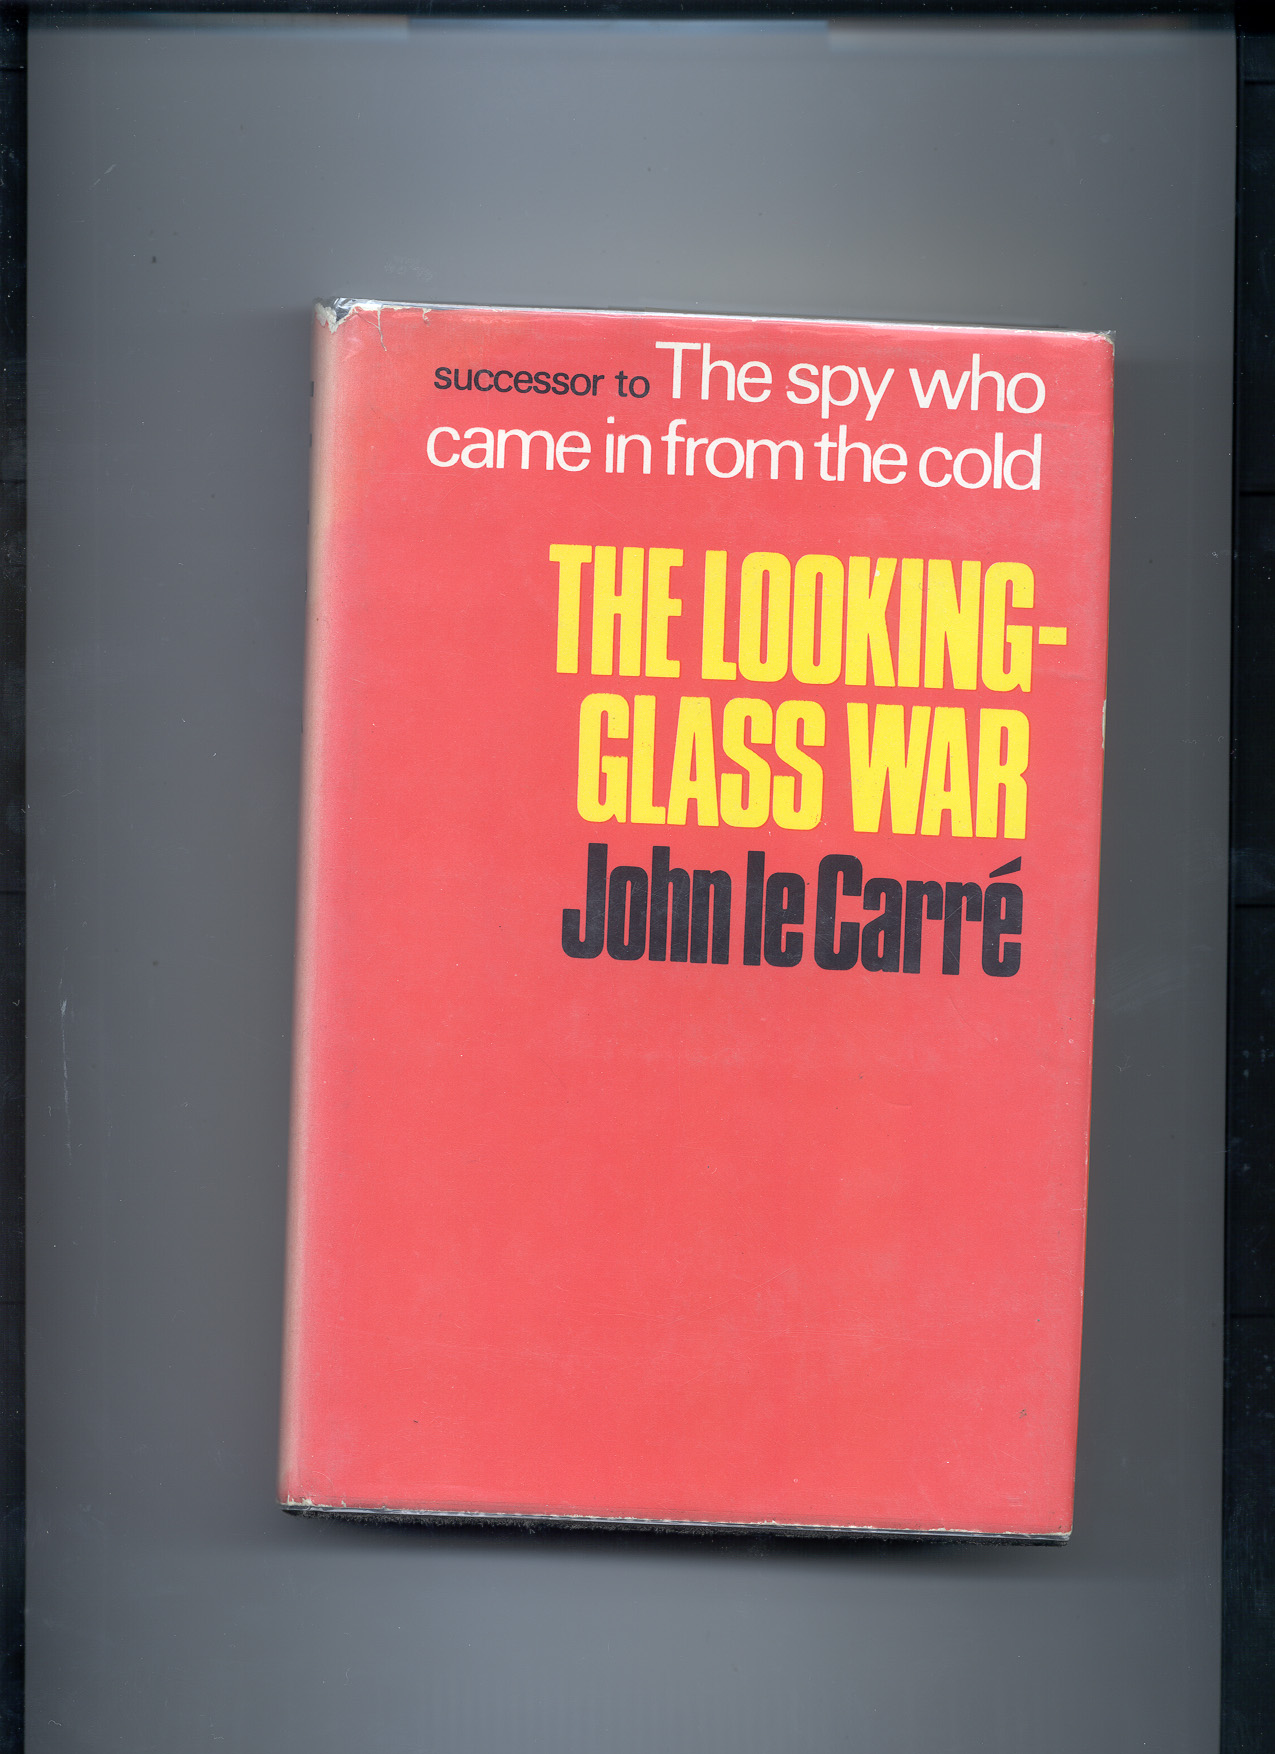 successor to The spy who
came in from the cold
THE LOOKING-
GLASS WAR
John le Carré